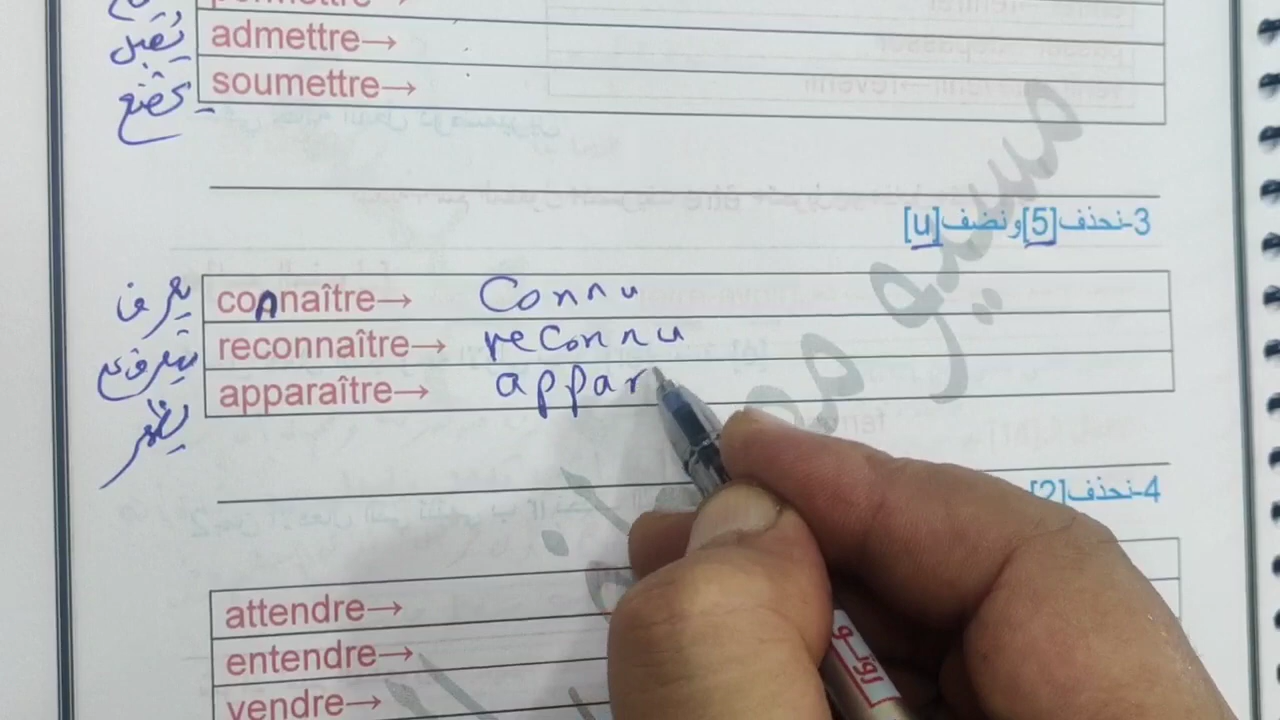 admettre→
يقبل
soumettre→
يخضع
3-نحذف[5]ونضف[u]
connaître→ Connu
يعرف
reconnaître→ reconnu
apparaître→ appar
يظهر
4-نحذف[2]
attendre→
entendre→
vendre→
روتو